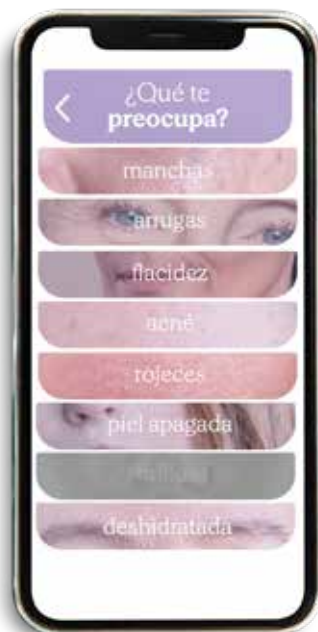 ¿Qué te
preocupa?
manchas
arrugas
flacidez
acné
rojeces
piel apagada
deshidratada